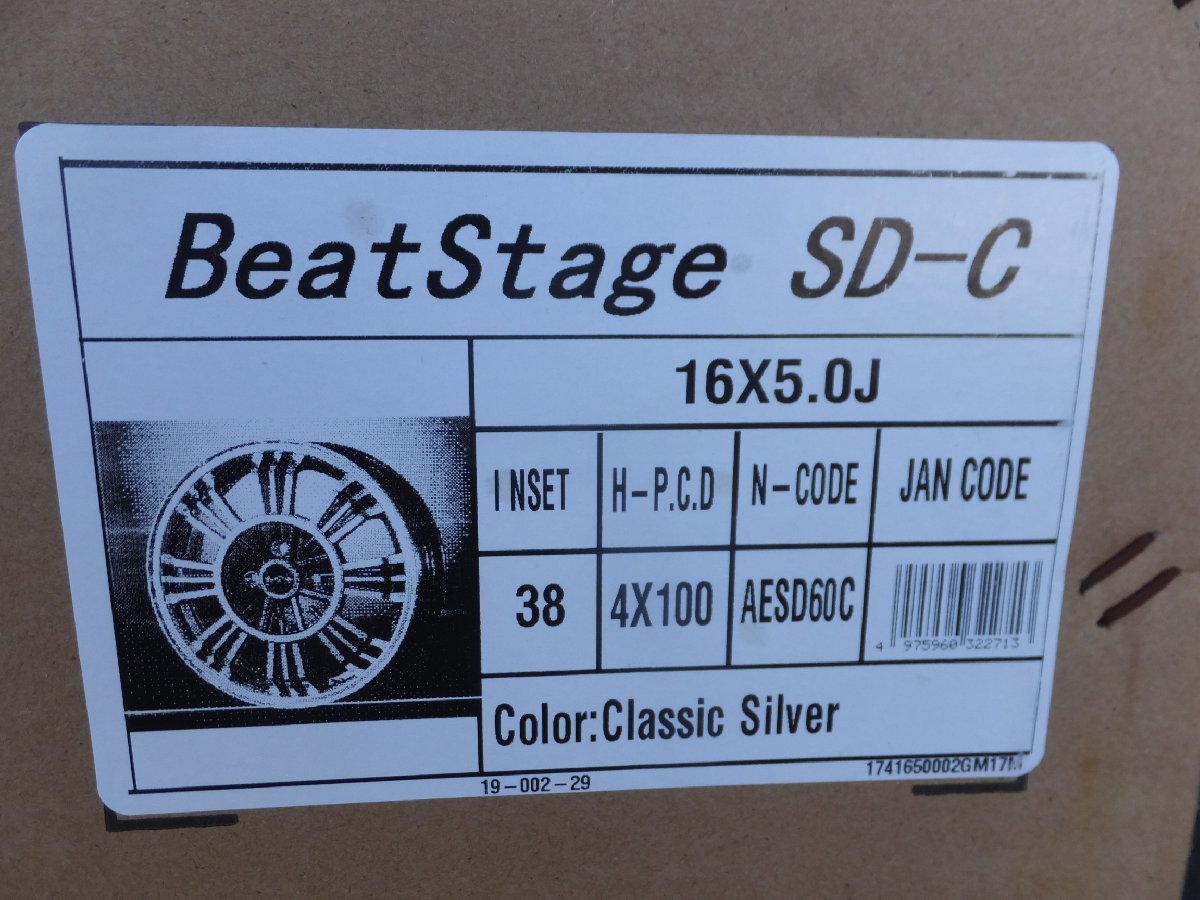 BeatStage SD-C
16X5.0J
INSET H-P.C.D N-CODE JAN CODE
38 4X100 AESD60C
4 975960 322713
Color:Classic Silver
19-002-29
1741650002GM17M